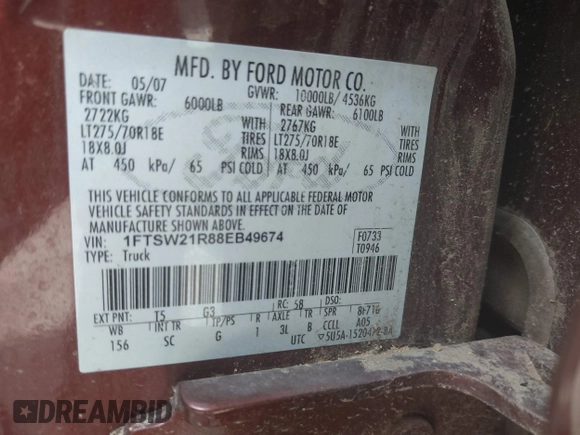 MFD. BY FORD MOTOR CO.
DATE: 05/07 GVWR: 10000LB/ 4536KG
FRONT GAWR: 6000LB REAR GAWR: 6100LB
2722KG WITH 2767KG WITH
LT275/70R18E TIRES LT275/70R18E TIRES
18X8.0J RIMS 18X8.0J RIMS
AT 450 kPa/ 65 PSI COLD AT 450 kPa/ 65 PSI COLD
THIS VEHICLE CONFORMS TO ALL APPLICABLE FEDERAL MOTOR
VEHICLE SAFETY STANDARDS IN EFFECT ON THE DATE OF
MANUFACTURE SHOWN ABOVE.
VIN: 1FTSW21R88EB49674 F0733
TYPE: Truck T0946
EXT PNT: T5 G3 RC: 58 DSO:
WB INT TR TP/PS R AXLE TR SPR
156 SC G 1 3L B CCLL A05
UTC
DREAMBID